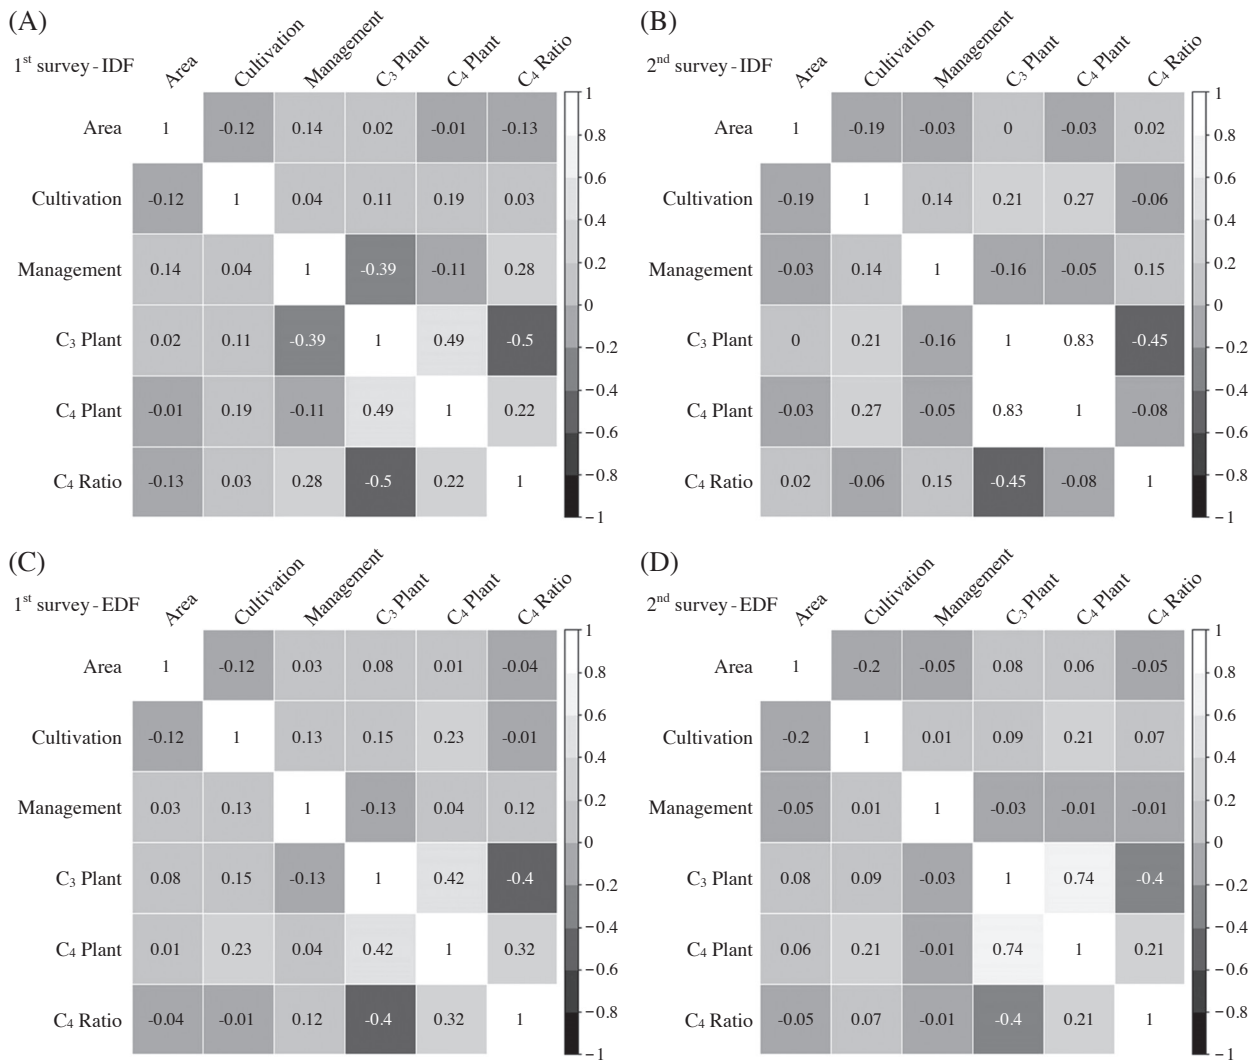 (A)
1st survey - IDF
Area Cultivation Management C3 Plant C4 Plant C4 Ratio
Area 1 -0.12 0.14 0.02 -0.01 -0.13
Cultivation -0.12 1 0.04 0.11 0.19 0.03
Management 0.14 0.04 1 -0.39 -0.11 0.28
C3 Plant 0.02 0.11 -0.39 1 0.49 -0.5
C4 Plant -0.01 0.19 -0.11 0.49 1 0.22
C4 Ratio -0.13 0.03 0.28 -0.5 0.22 1
1
0.8
0.6
0.4
0.2
0
−0.2
−0.4
−0.6
−0.8
−1
(B)
2nd survey - IDF
Area Cultivation Management C3 Plant C4 Plant C4 Ratio
Area 1 -0.19 -0.03 0 -0.03 0.02
Cultivation -0.19 1 0.14 0.21 0.27 -0.06
Management -0.03 0.14 1 -0.16 -0.05 0.15
C3 Plant 0 0.21 -0.16 1 0.83 -0.45
C4 Plant -0.03 0.27 -0.05 0.83 1 -0.08
C4 Ratio 0.02 -0.06 0.15 -0.45 -0.08 1
1
0.8
0.6
0.4
0.2
0
−0.2
−0.4
−0.6
−0.8
−1
(C)
1st survey - EDF
Area Cultivation Management C3 Plant C4 Plant C4 Ratio
Area 1 -0.12 0.03 0.08 0.01 -0.04
Cultivation -0.12 1 0.13 0.15 0.23 -0.01
Management 0.03 0.13 1 -0.13 0.04 0.12
C3 Plant 0.08 0.15 -0.13 1 0.42 -0.4
C4 Plant 0.01 0.23 0.04 0.42 1 0.32
C4 Ratio -0.04 -0.01 0.12 -0.4 0.32 1
1
0.8
0.6
0.4
0.2
0
−0.2
−0.4
−0.6
−0.8
−1
(D)
2nd survey - EDF
Area Cultivation Management C3 Plant C4 Plant C4 Ratio
Area 1 -0.2 -0.05 0.08 0.06 -0.05
Cultivation -0.2 1 0.01 0.09 0.21 0.07
Management -0.05 0.01 1 -0.03 -0.01 -0.01
C3 Plant 0.08 0.09 -0.03 1 0.74 -0.4
C4 Plant 0.06 0.21 -0.01 0.74 1 0.21
C4 Ratio -0.05 0.07 -0.01 -0.4 0.21 1
1
0.8
0.6
0.4
0.2
0
−0.2
−0.4
−0.6
−0.8
−1